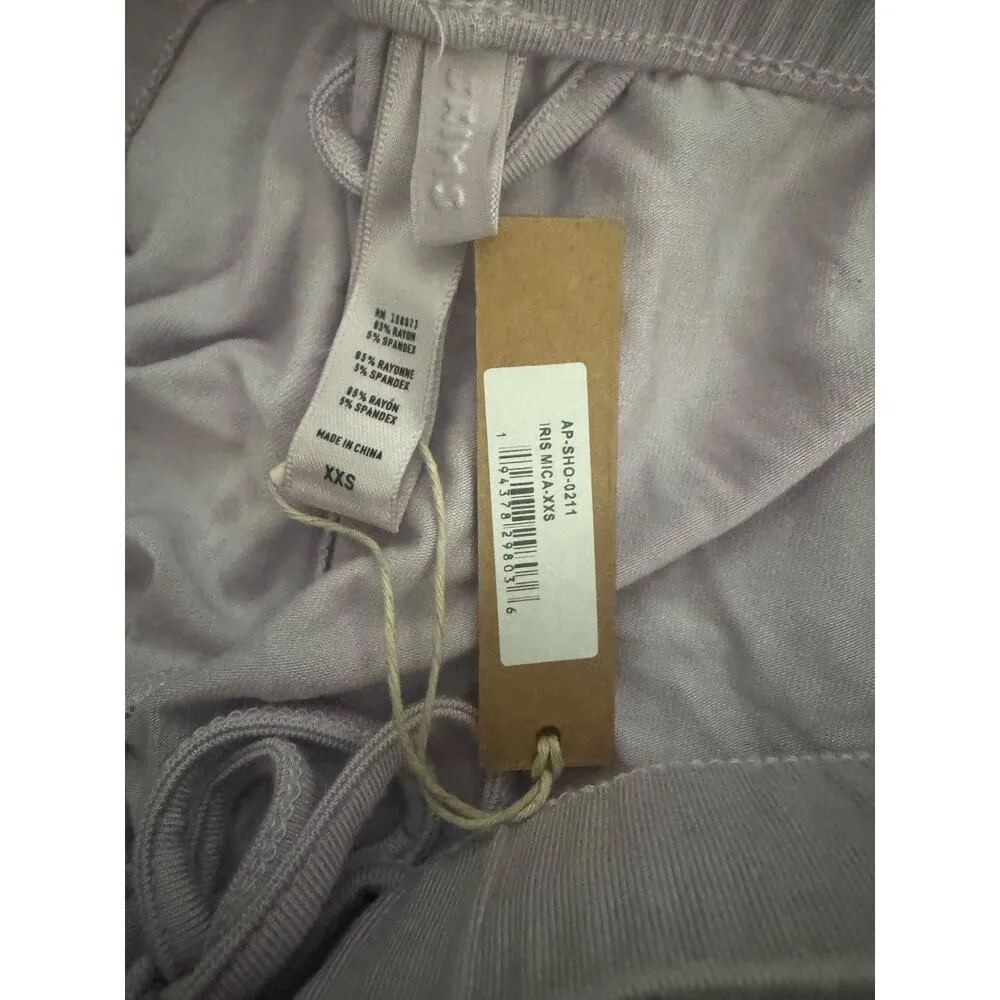 SKIMS
RN 158573
95% RAYON
5% SPANDEX
95% RAYONNE
5% SPANDEX
95% RAYÓN
5% SPANDEX
MADE IN CHINA
XXS
AP-SHO-0211
IRIS MICA-XXS
1 94378 29803 6